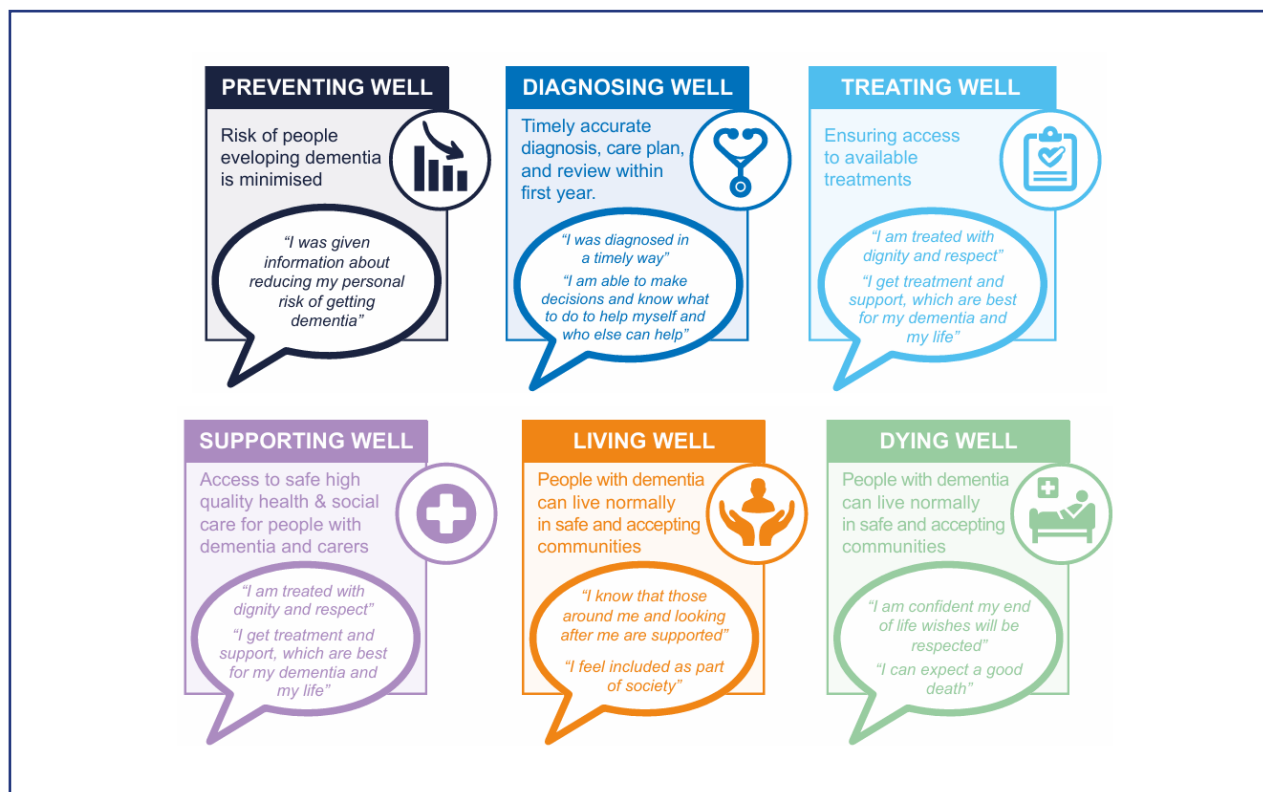 PREVENTING WELL
Risk of people
eveloping dementia
is minimised
“I was given
information about
reducing my personal
risk of getting
dementia”
DIAGNOSING WELL
Timely accurate
diagnosis, care plan,
and review within
first year.
“I was diagnosed in
a timely way”
“I am able to make
decisions and know what
to do to help myself and
who else can help”
TREATING WELL
Ensuring access
to available
treatments
“I am treated with
dignity and respect”
“I get treatment and
support, which are best
for my dementia and
my life”
SUPPORTING WELL
Access to safe high
quality health & social
care for people with
dementia and carers
“I am treated with
dignity and respect”
“I get treatment and
support, which are best
for my dementia and
my life”
LIVING WELL
People with dementia
can live normally
in safe and accepting
communities
“I know that those
around me and looking
after me are supported”
“I feel included as part
of society”
DYING WELL
People with dementia
can live normally
in safe and accepting
communities
“I am confident my end
of life wishes will be
respected”
“I can expect a good
death”